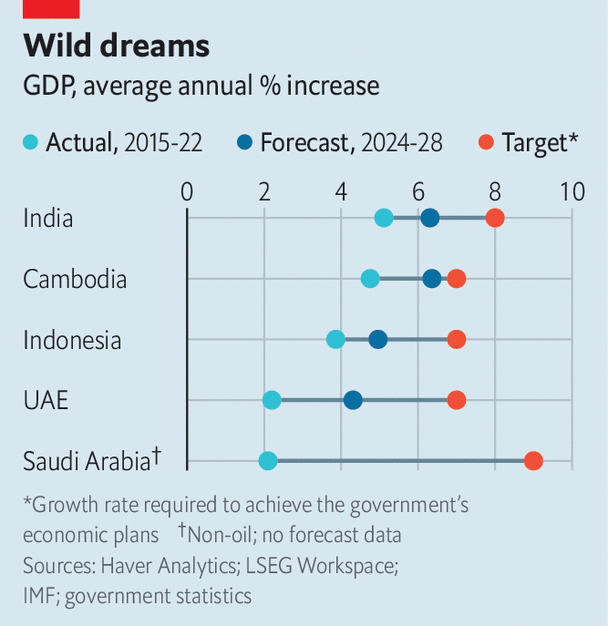 Wild dreams
GDP, average annual % increase
Actual, 2015-22 Forecast, 2024-28 Target*
0 2 4 6 8 10
India
Cambodia
Indonesia
UAE
Saudi Arabia†
*Growth rate required to achieve the government’s
economic plans †Non-oil; no forecast data
Sources: Haver Analytics; LSEG Workspace;
IMF; government statistics